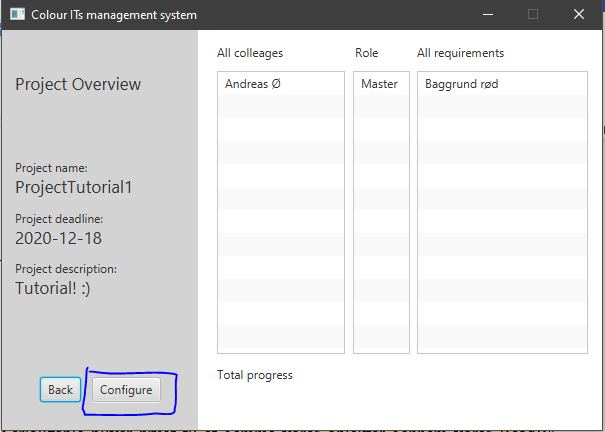 Colour ITs management system
Project Overview
Project name:
ProjectTutorial1
Project deadline:
2020-12-18
Project description:
Tutorial! :)
Back
Configure
All colleages
Role
All requirements
Andreas Ø
Master
Baggrund rød
Total progress